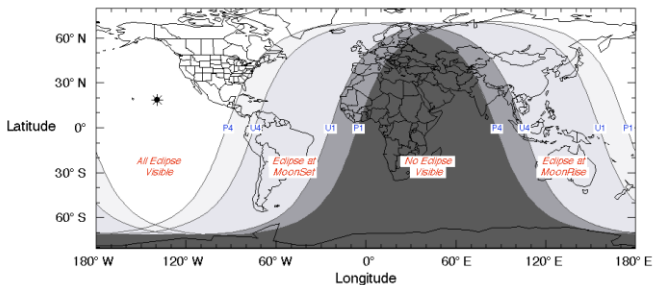 60° N
30° N
Latitude
0°
30° S
60° S
P4
U4
U1
P1
P4
U4
U1
P1
All Eclipse
Visible
Eclipse at
MoonSet
No Eclipse
Visible
Eclipse at
MoonRise
180° W
120° W
60° W
0°
60° E
120° E
180° E
Longitude